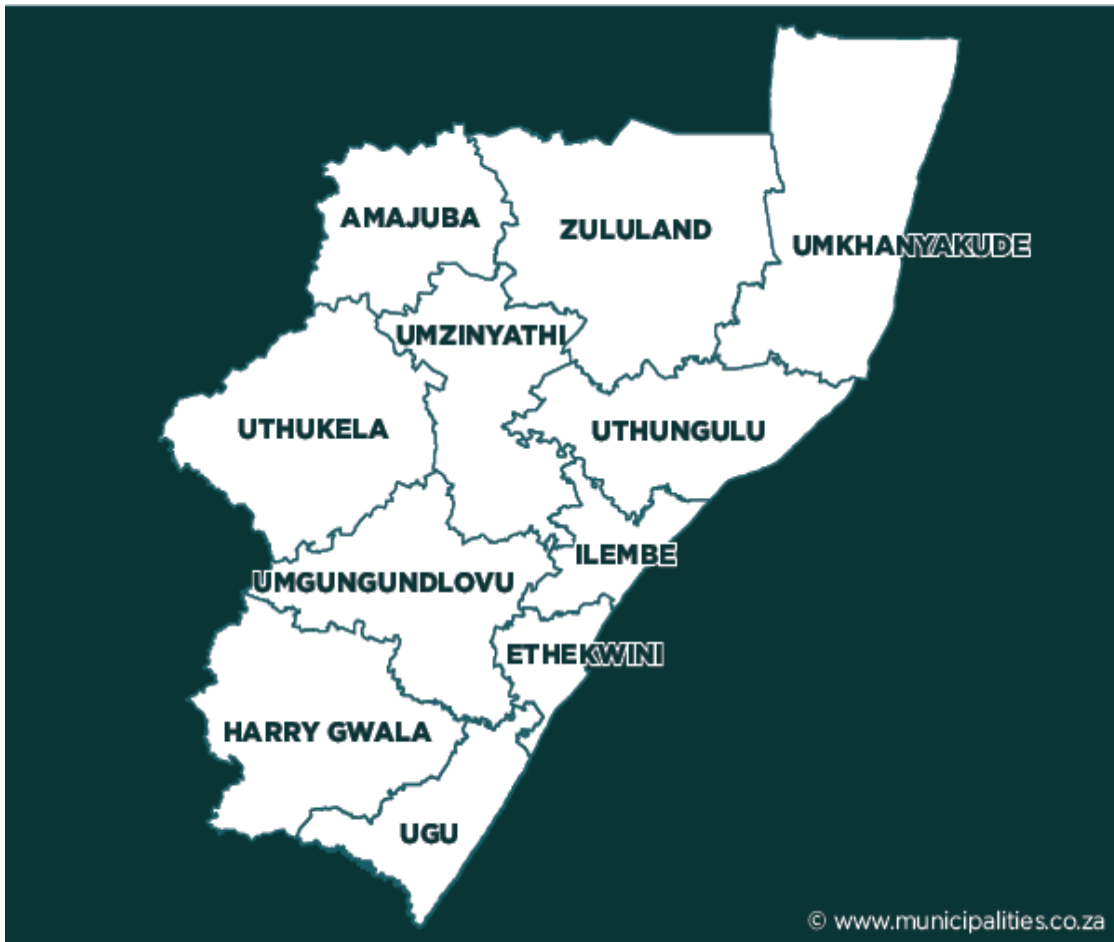 AMAJUBA
ZULULAND
UMKHANYAKUDE
UMZINYATHI
UTHUKELA
UTHUNGULU
ILEMBE
UMGUNGUNDLOVU
ETHEKWINI
HARRY GWALA
UGU
© www.municipalities.co.za